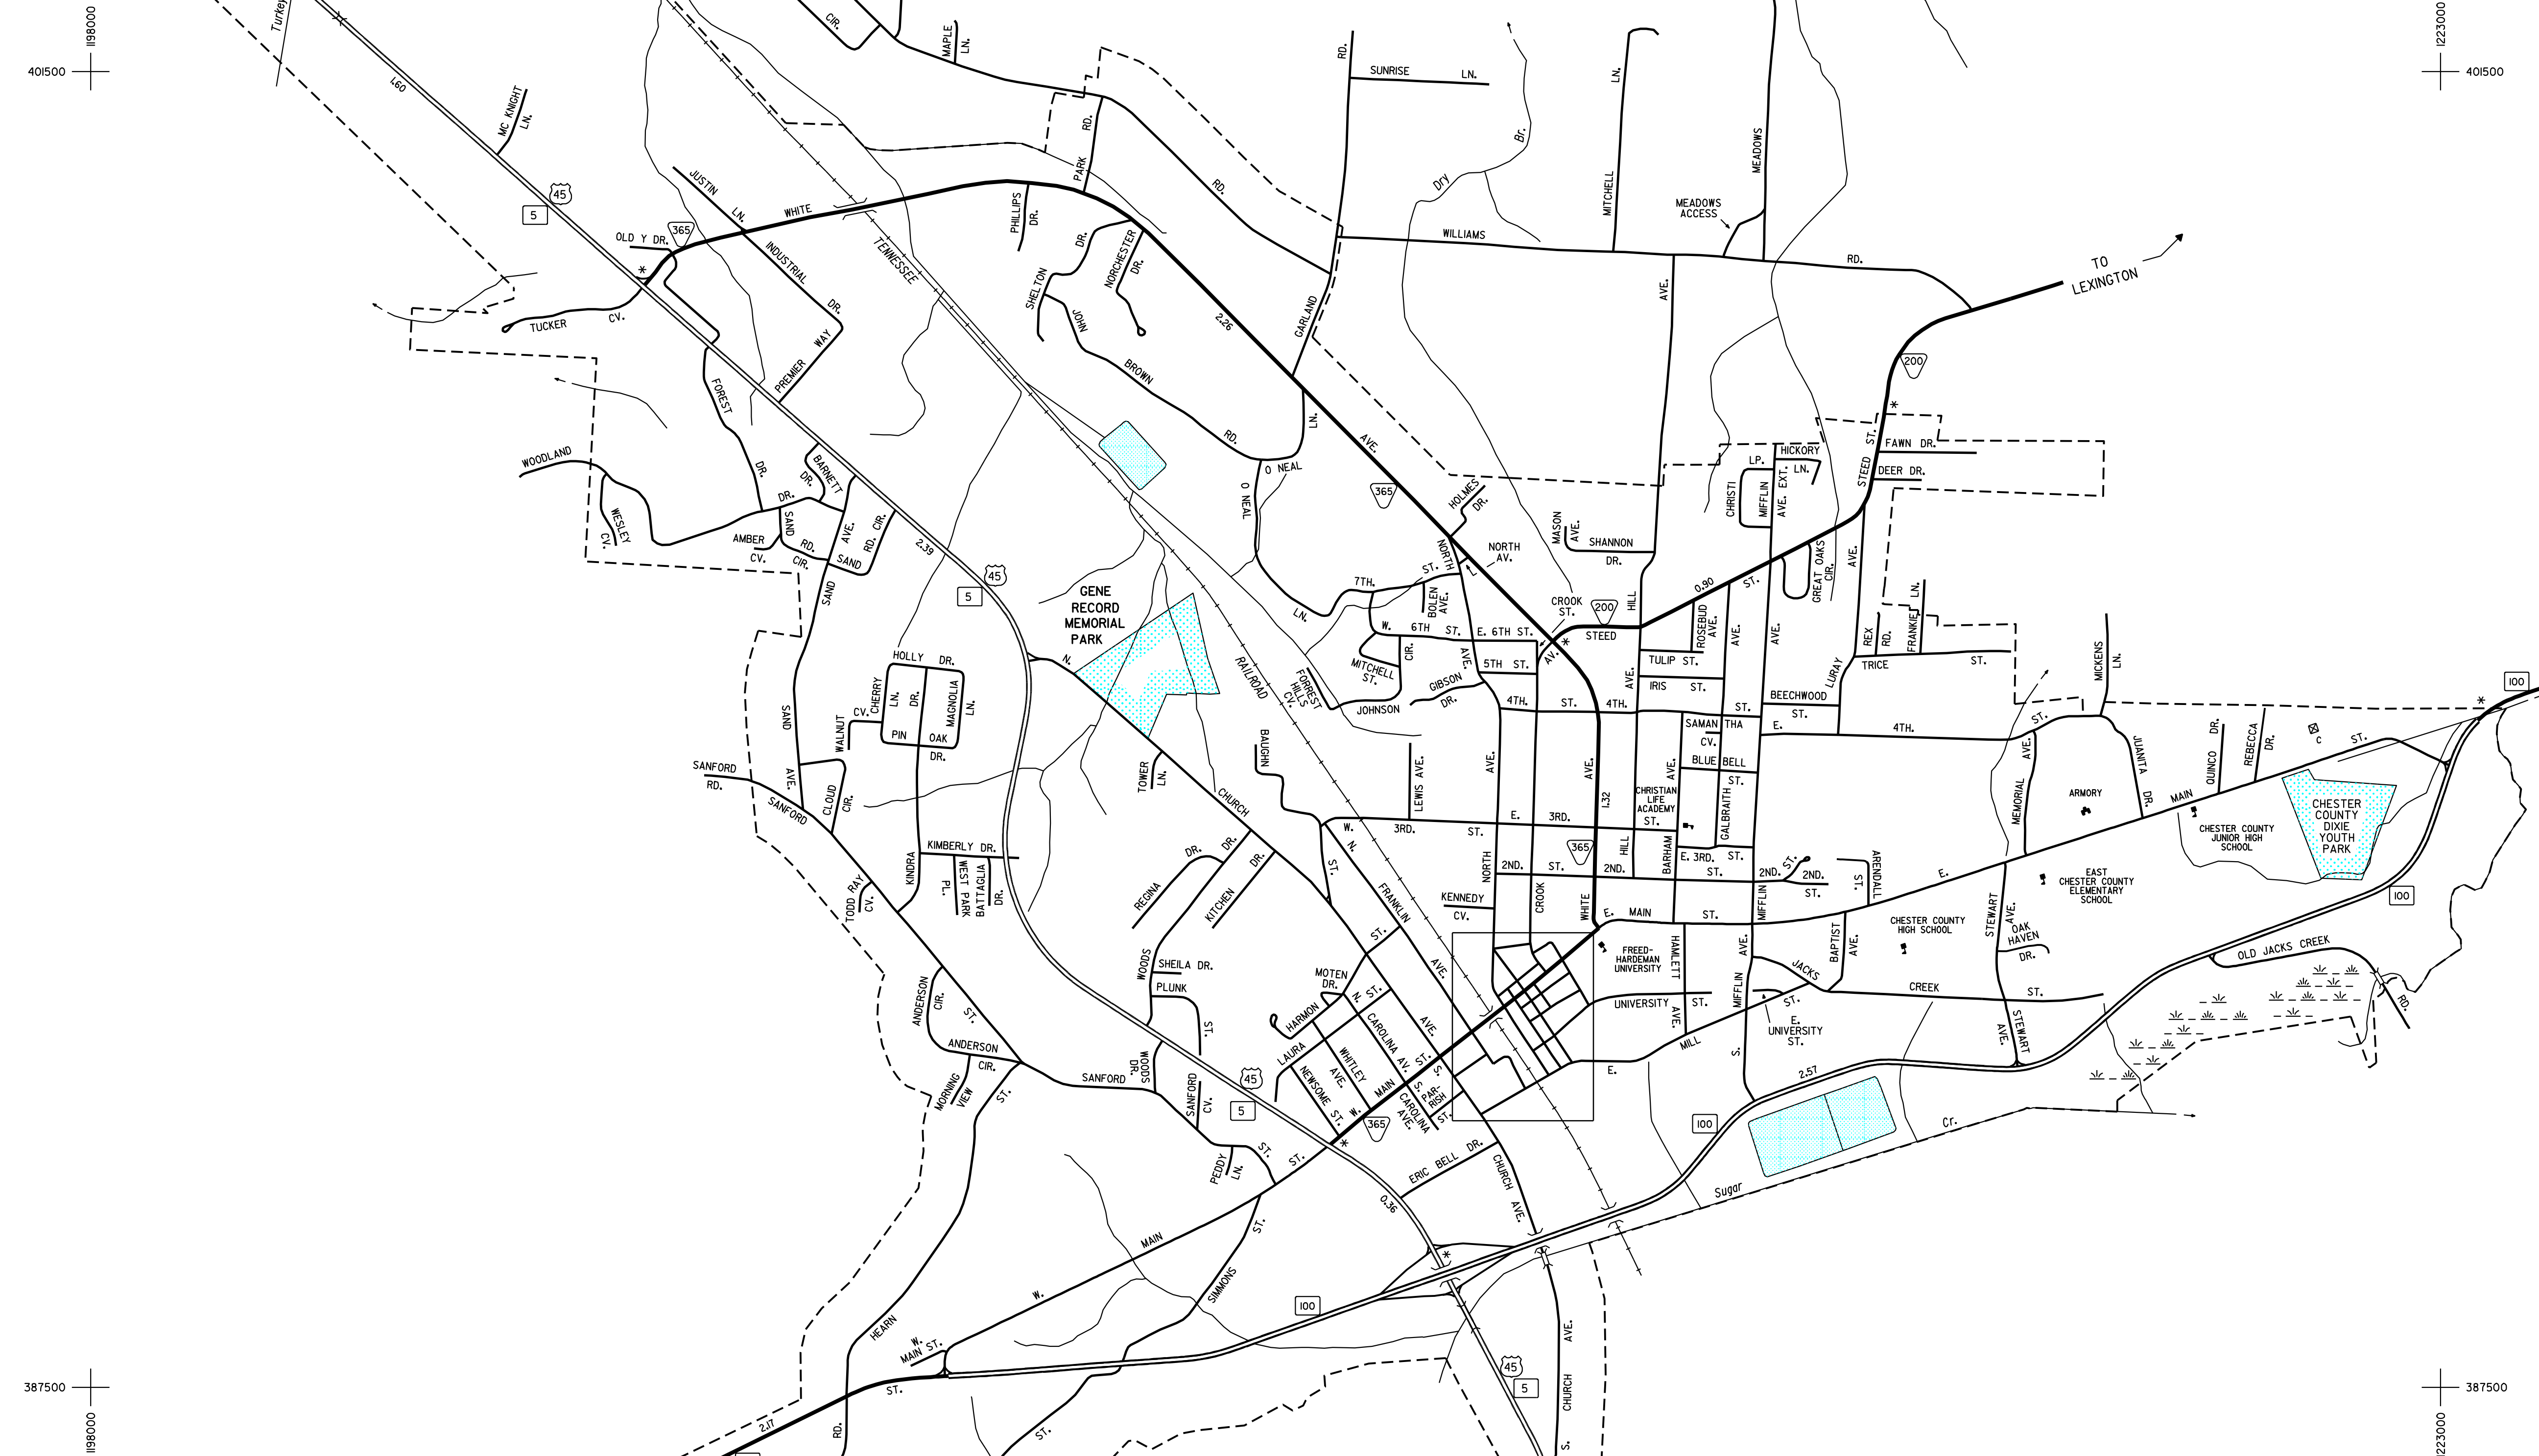 1198000
401500
Turkey
CIR.
MAPLE
LN.
1.60
MC KNIGHT
LN.
45
5
RD.
PARK
RD.
RD.
SUNRISE LN.
LN.
MITCHELL
Br.
Dry
MEADOWS
MEADOWS
ACCESS
1223000
401500
JUSTIN
LN.
INDUSTRIAL
DR.
WHITE
OLD Y DR.
365
*
TUCKER CV.
TENNESSEE
PHILLIPS
DR.
SHELTON
DR.
NORCHESTER
DR.
JOHN
BROWN
RD.
2.26
GARLAND
WILLIAMS
RD.
TO
LEXINGTON
200
*
PREMIER WAY
FOREST
DR.
WOODLAND
DR.
WESLEY
CV.
BARNETT
DR.
AMBER
CV.
SAND
RD.
CIR.
AVE.
SAND
RD. CIR.
SAND
2.39
45
5
LN.
O NEAL
O NEAL
LN.
AVE.
365
HOLMES
DR.
NORTH
NORTH
AV.
MASON
AVE.
SHANNON
DR.
AVE.
CHRISTI
LP.
HICKORY
LN.
MIFFLIN
AVE. EXT.
STEED
ST.
FAWN DR.
DEER DR.
GREAT OAKS
CIR.
AVE.
0.90
ST.
GENE
RECORD
MEMORIAL
PARK
N.
7TH.
ST.
BOLEN
AVE.
W. 6TH ST.
E. 6TH ST.
CROOK
ST.
AV.
*
200
STEED
HILL
ROSEBUD
AVE.
AVE.
AVE.
REX
RD.
FRANKIE
LN.
TRICE ST.
LURAY
MICKENS
LN.
100
*
HOLLY DR.
CHERRY
LN.
DR.
MAGNOLIA
LN.
WALNUT
CV.
PIN OAK
DR.
SAND
AVE.
SANFORD
RD.
SANFORD
CLOUD
CIR.
RAILROAD
FORREST
HILLS
CV.
MITCHELL
ST.
CIR.
GIBSON
DR.
JOHNSON
5TH ST.
AVE.
4TH. ST. 4TH. ST.
TULIP ST.
IRIS ST.
AVE.
SAMAN THA
CV.
BEECHWOOD
ST.
E. 4TH. ST.
BLUE BELL
ST.
TOWER
LN.
CHURCH
BAUGHN
ST.
LEWIS AVE.
AVE.
AVE.
1.32
CHRISTIAN
LIFE
ACADEMY
W. 3RD. ST. E. 3RD. ST.
AVE.
GALBRAITH
MEMORIAL
AVE.
ARMORY
JUANITA
DR.
QUINCO DR.
REBECCA
DR.
C
MAIN ST.
CHESTER COUNTY
JUNIOR HIGH
SCHOOL
CHESTER
COUNTY
DIXIE
YOUTH
PARK
KIMBERLY DR.
KINDRA
WEST PARK
PL.
BATTAGLIA
DR.
TODD RAY
CV.
REGINA
DR.
DR.
KITCHEN
DR.
WOODS
N.
FRANKLIN
AVE.
NORTH
2ND. ST. 2ND. ST. 2ND. ST.
2ND.
ST.
E. 3RD. ST.
365
HILL
BARHAM
KENNEDY
CV.
CROOK
WHITE
MIFFLIN
ARENDALL
ST.
E.
E. MAIN ST.
EAST
CHESTER COUNTY
ELEMENTARY
SCHOOL
100
CHESTER COUNTY
HIGH SCHOOL
FREED-
HARDEMAN
UNIVERSITY
HAMLETT
AVE.
AVE.
BAPTIST
AVE.
STEWART
AVE.
OAK
HAVEN
DR.
OLD JACKS CREEK
RD.
ANDERSON
CIR.
ST.
ANDERSON
CIR.
MORNING
VIEW
SHEILA DR.
PLUNK
ST.
ST.
MOTEN
DR.
N.
ST.
HARMON
LAURA
CAROLINA AV.
AVE.
WHITLEY
AVE.
NEWSOME
ST.
W. MAIN ST.
S.
S.
CAROLINA
AVE.
PAR-
RISH
ST.
UNIVERSITY ST.
MIFFLIN
S.
JACKS
CREEK ST.
ST.
E.
UNIVERSITY
ST.
E. MILL
STEWART
AVE.
2.57
100
Sugar
Cr.
ST.
SANFORD
WOODS
DR.
SANFORD
CV.
PEDDY
LN.
ST.
ST.
45
5
*
365
ERIC BELL DR.
CHURCH
AVE.
0.36
*
HEARN
W. MAIN
SIMMONS
ST.
100
W.
MAIN ST.
ST.
2.17
RD.
ST.
45
5
S. CHURCH AVE.
387500
1198000
387500
1223000